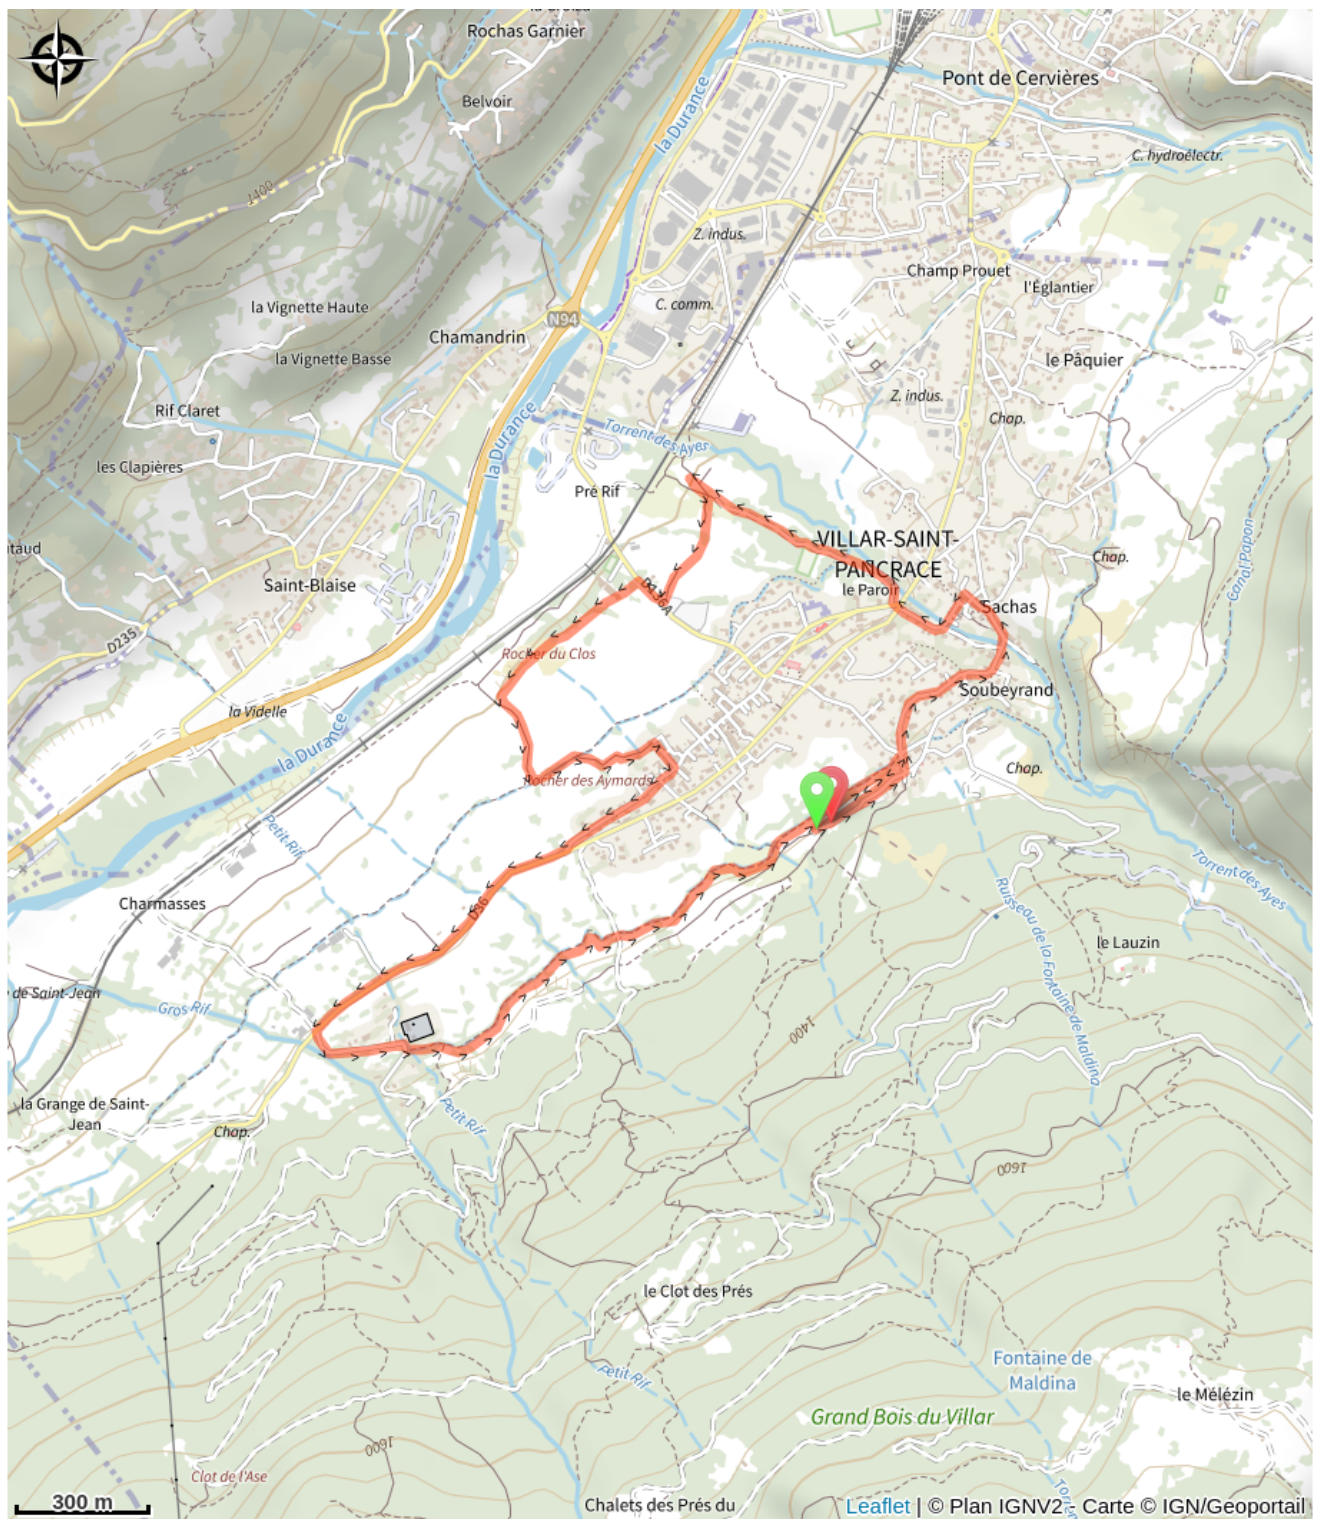 Rochas Garnier
Belvoir
la Durance
Pont de Cervières
C. hydroélectr.
1400
Z. indus.
Champ Prouet
l'Églantier
la Vignette Haute
C. comm.
N94
Chamandrin
la Vignette Basse
le Pâquier
Rif Claret
Z. indus.
Chap.
la Durance
Torrent des Ayes
les Clapières
Pré Rif
VILLAR-SAINT-
PANCRACE
Chap.
Canal Papon
Saint-Blaise
le Paroir
Sachas
D235
Rocher du Clos
Soubeyrand
la Videlle
la Durance
Rocher des Aymards
Chap.
Petit Rif
Torrent des Ayes
Charmasses
D36
Ruisseau de la Fontaine de Maldina
le Lauzin
de Saint-Jean
Gros Rif
1400
la Grange de Saint-
Jean
Chap.
Petit Rif
1600
le Clot des Prés
Fontaine de
Maldina
Petit Rif
le Mélézin
Grand Bois du Villar
1600
Clot de l'Ase
Chalets des Prés du
300 m
Leaflet | © Plan IGNV2 - Carte © IGN/Geoportail